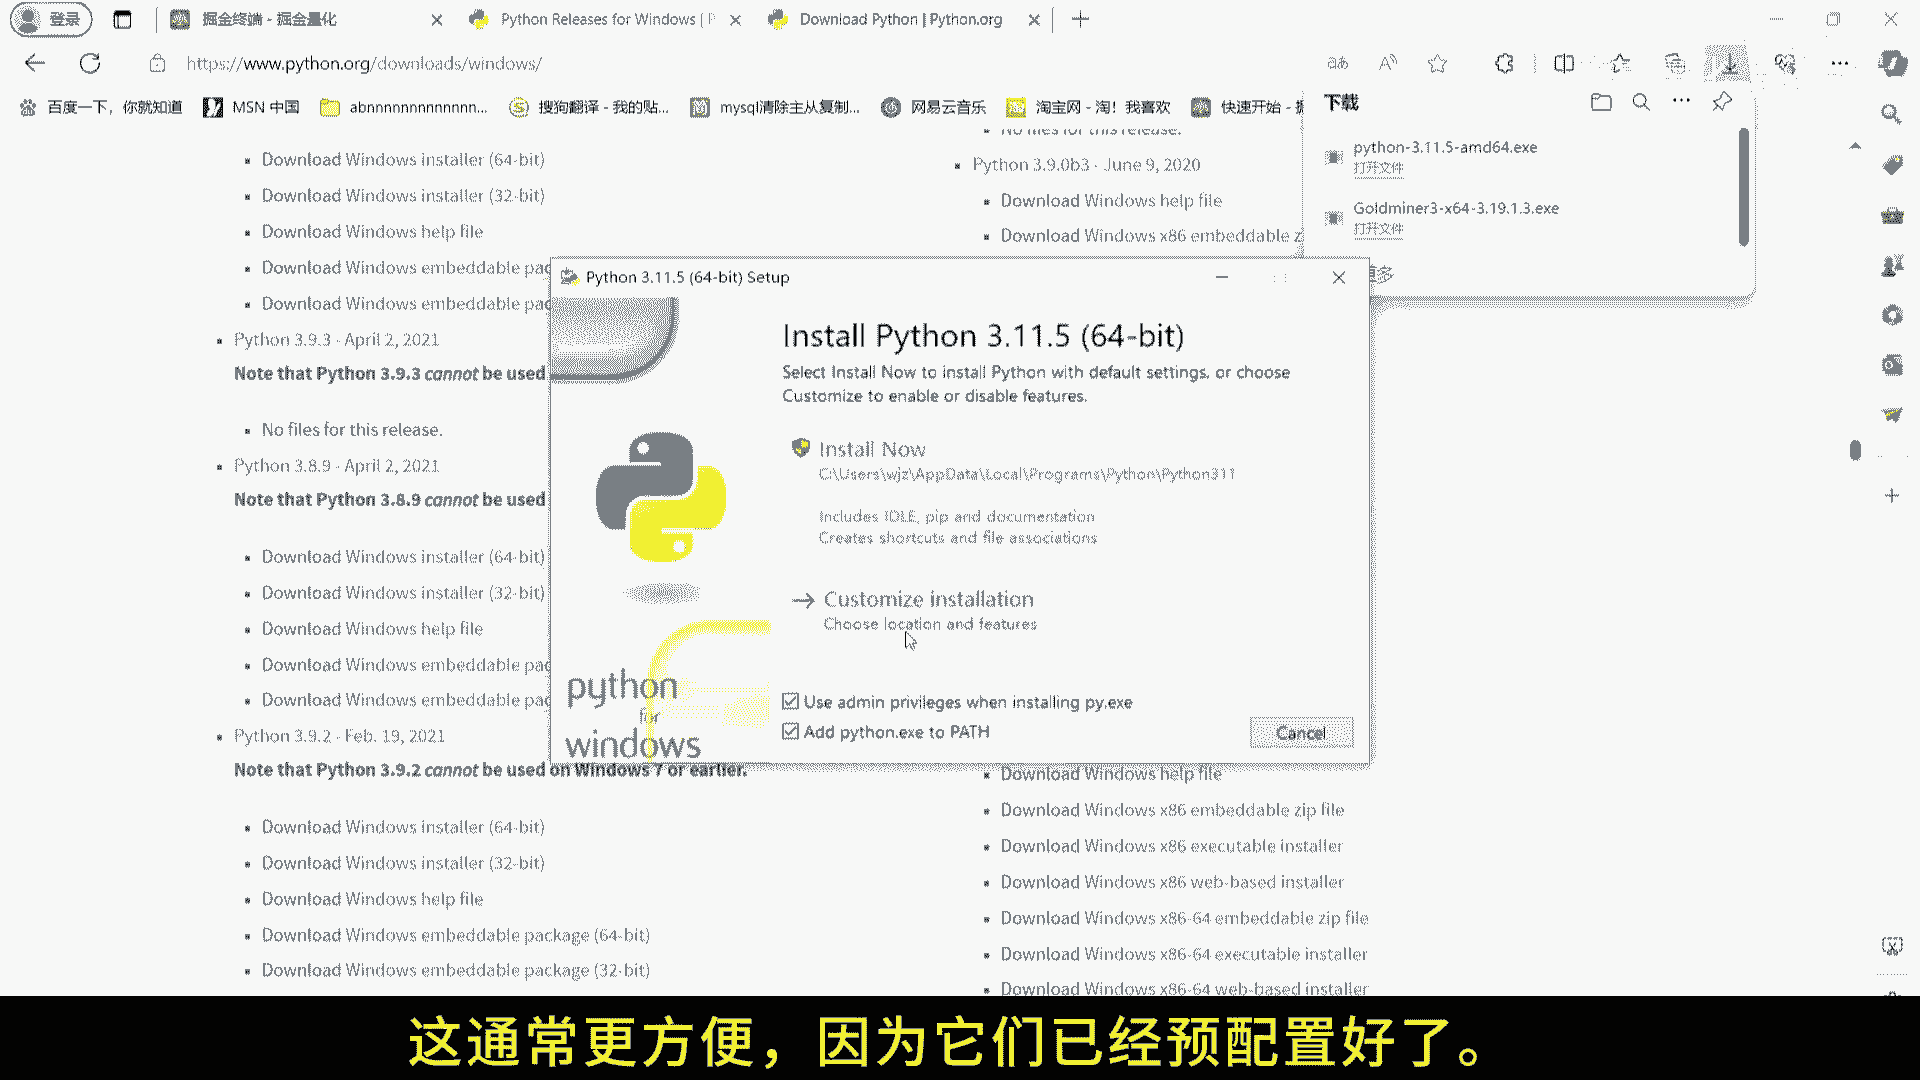 登录
掘金终端 - 掘金量化
Python Releases for Windows | P
Download Python | Python.org
https://www.python.org/downloads/windows/
百度一下，你就知道
MSN 中国
abnnnnnnnnnnnnn...
搜狗翻译 - 我的贴...
mysql清除主从复制...
网易云音乐
淘宝网 - 淘！我喜欢
快速开始 -
下载
python-3.11.5-amd64.exe
打开文件
Goldminer3-x64-3.19.1.3.exe
打开文件
多
Download Windows installer (64-bit)
Download Windows installer (32-bit)
Download Windows help file
Download Windows embeddable pac
Download Windows embeddable pac
Python 3.9.3 - April 2, 2021
Note that Python 3.9.3 cannot be used
No files for this release.
Python 3.8.9 - April 2, 2021
Note that Python 3.8.9 cannot be used
Download Windows installer (64-bit)
Download Windows installer (32-bit)
Download Windows help file
Download Windows embeddable pac
Download Windows embeddable pac
Python 3.9.2 - Feb. 19, 2021
Note that Python 3.9.2 cannot be used on Windows 7 or earlier.
Download Windows installer (64-bit)
Download Windows installer (32-bit)
Download Windows help file
Download Windows embeddable package (64-bit)
Download Windows embeddable package (32-bit)
No files for this release.
Python 3.9.0b3 - June 9, 2020
Download Windows help file
Download Windows x86 embeddable z
Download Windows help file
Download Windows x86 embeddable zip file
Download Windows x86 executable installer
Download Windows x86 web-based installer
Download Windows x86-64 embeddable zip file
Download Windows x86-64 executable installer
Download Windows x86-64 web-based installer
Python 3.11.5 (64-bit) Setup
Install Python 3.11.5 (64-bit)
Select Install Now to install Python with default settings, or choose
Customize to enable or disable features.
Install Now
C:\Users\wjz\AppData\Local\Programs\Python\Python311
Includes IDLE, pip and documentation
Creates shortcuts and file associations
Customize installation
Choose location and features
python
for
windows
Use admin privileges when installing py.exe
Add python.exe to PATH
Cancel
这通常更方便，因为它们已经预配置好了。